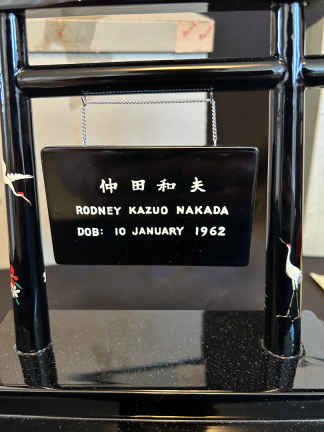 仲田和夫
RODNEY KAZUO NAKADA
DOB: 10 JANUARY 1962